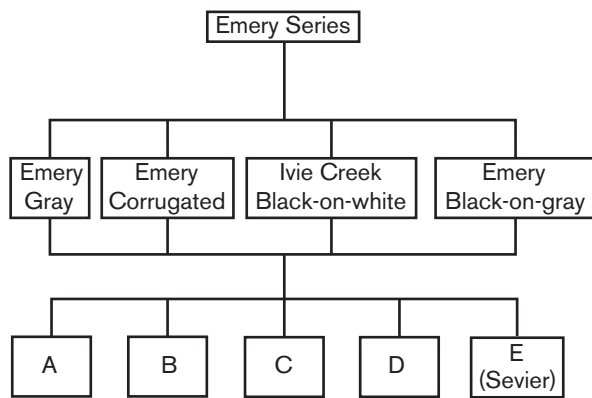 Emery Series
Emery
Gray
Emery
Corrugated
Ivie Creek
Black-on-white
Emery
Black-on-gray
A
B
C
D
E
(Sevier)